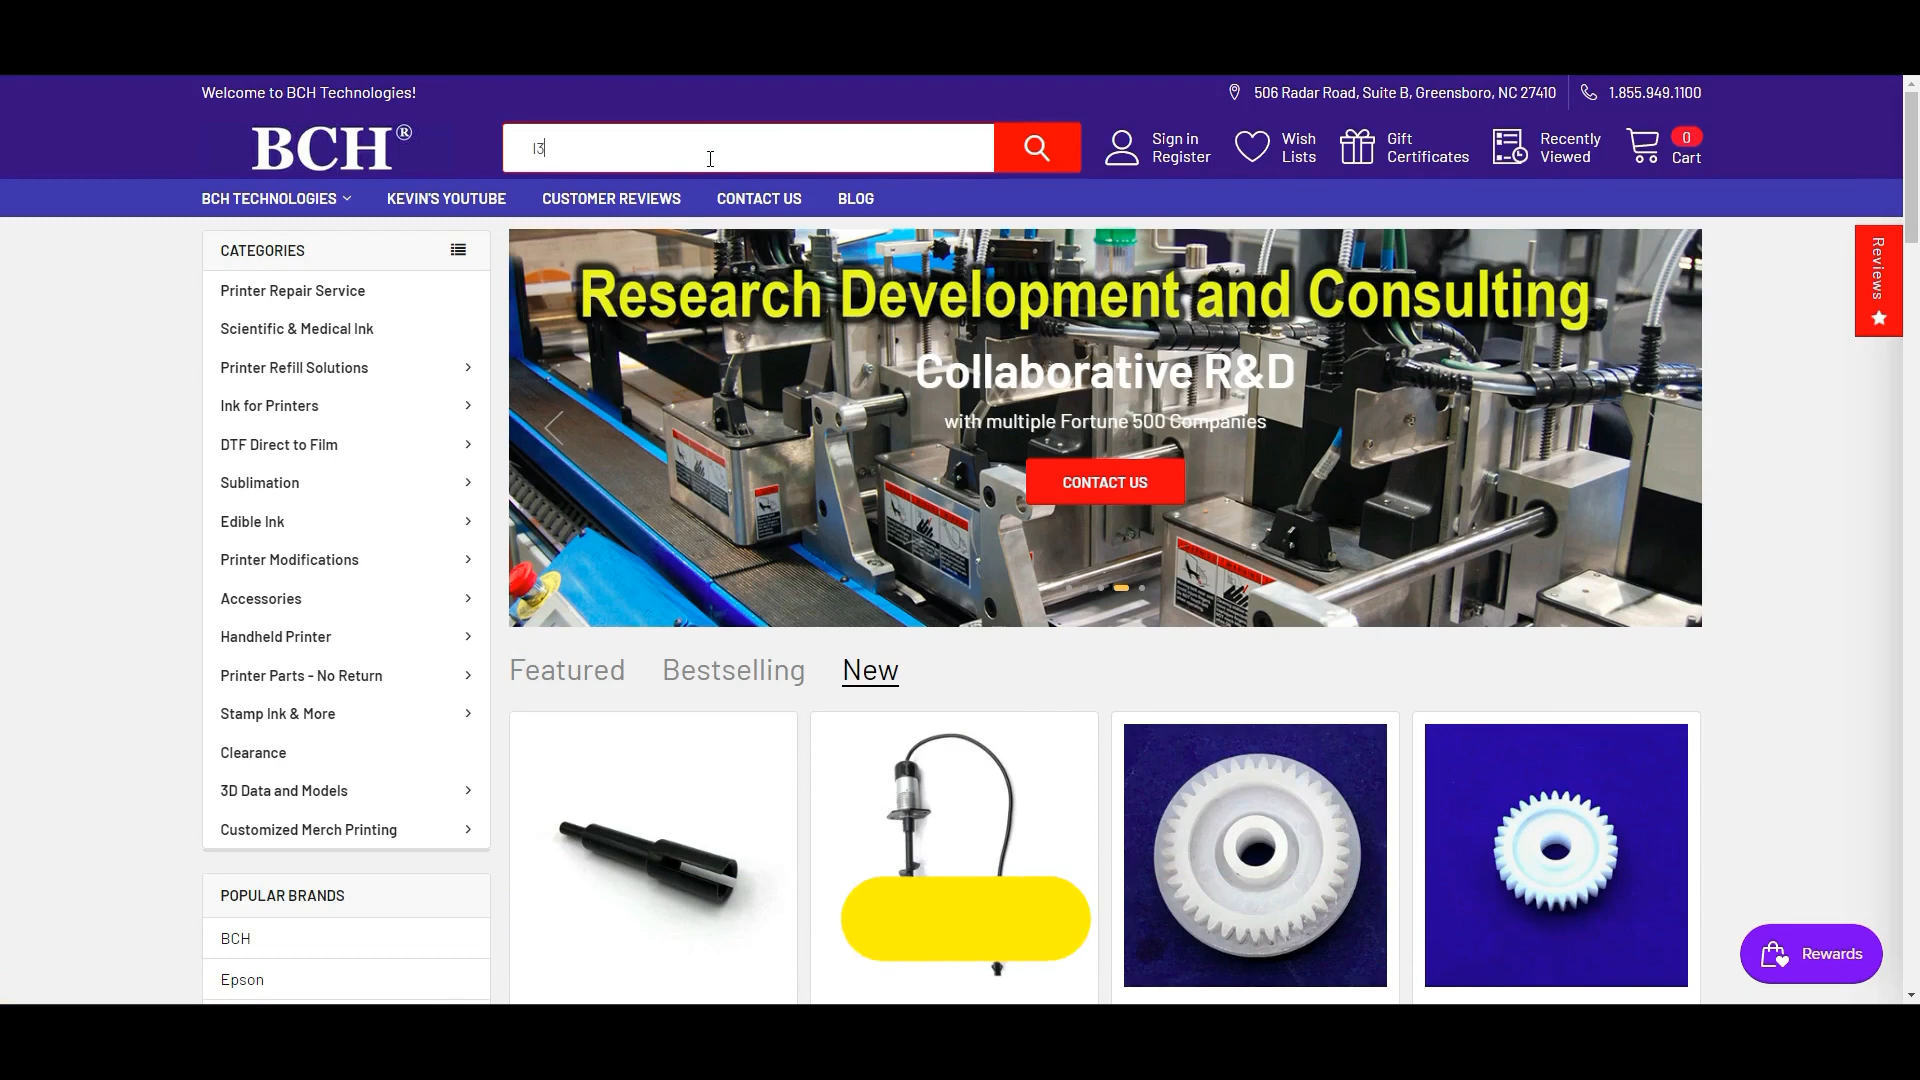 Welcome to BCH Technologies!
506 Radar Road, Suite B, Greensboro, NC 27410
1.855.949.1100
BCH®
I3
Sign in
Register
Wish
Lists
Gift
Certificates
Recently
Viewed
0
Cart
BCH TECHNOLOGIES
KEVIN'S YOUTUBE
CUSTOMER REVIEWS
CONTACT US
BLOG
CATEGORIES
Printer Repair Service
Scientific & Medical Ink
Printer Refill Solutions
Ink for Printers
DTF Direct to Film
Sublimation
Edible Ink
Printer Modifications
Accessories
Handheld Printer
Printer Parts - No Return
Stamp Ink & More
Clearance
3D Data and Models
Customized Merch Printing
POPULAR BRANDS
BCH
Epson
Research Development and Consulting
Collaborative R&D
with multiple Fortune 500 Companies
CONTACT US
Featured
Bestselling
New
Reviews
Rewards